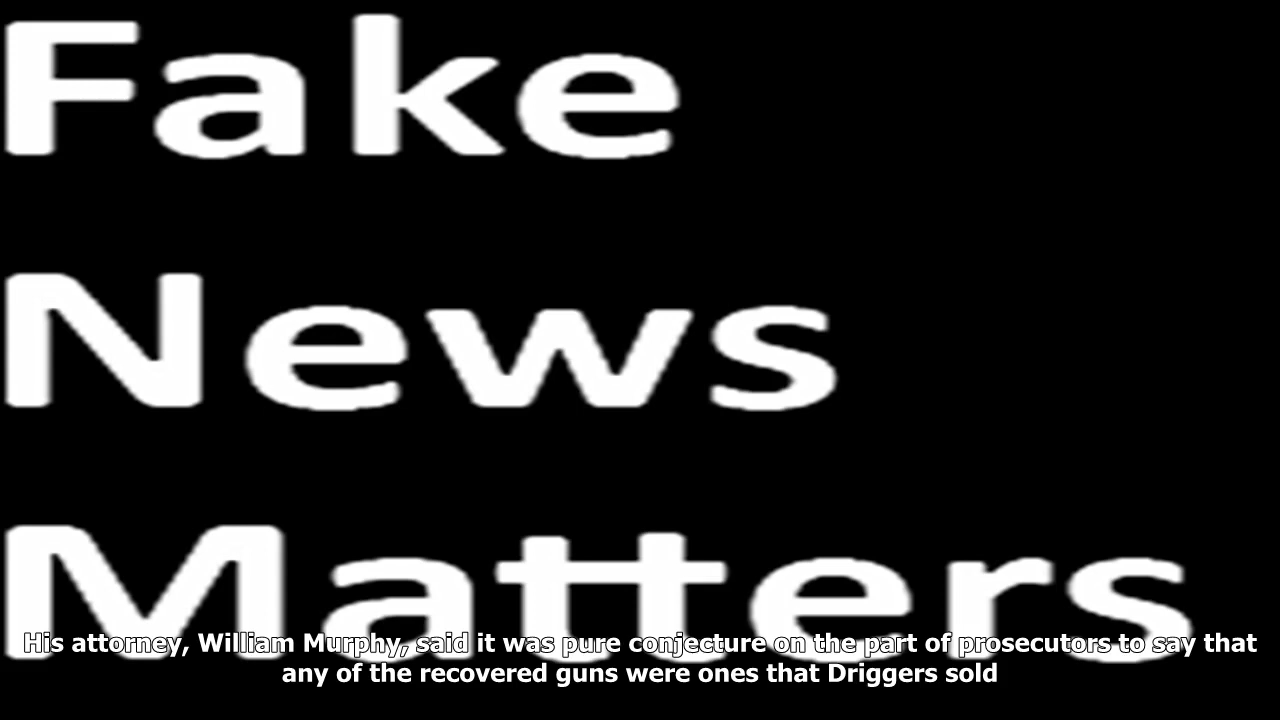 Fake
News
Matters
His attorney, William Murphy, said it was pure conjecture on the part of prosecutors to say that
any of the recovered guns were ones that Driggers sold